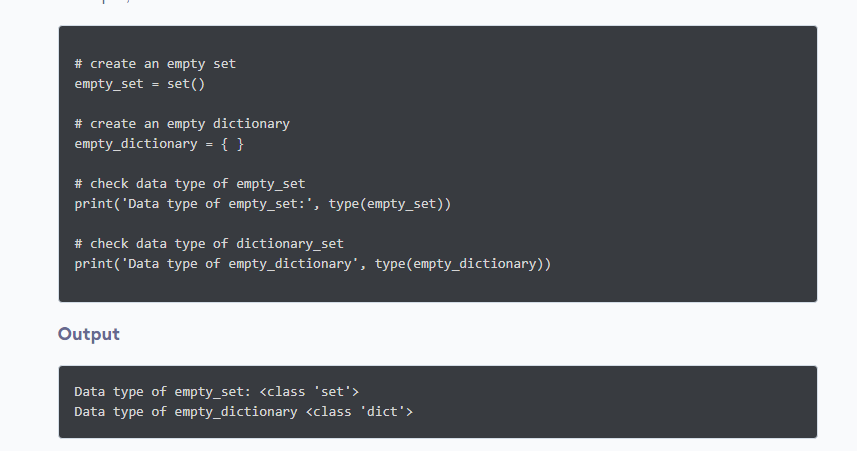 # create an empty set
empty_set = set()
# create an empty dictionary
empty_dictionary = { }
# check data type of empty_set
print('Data type of empty_set:', type(empty_set))
# check data type of dictionary_set
print('Data type of empty_dictionary', type(empty_dictionary))
Output
Data type of empty_set: <class 'set'>
Data type of empty_dictionary <class 'dict'>